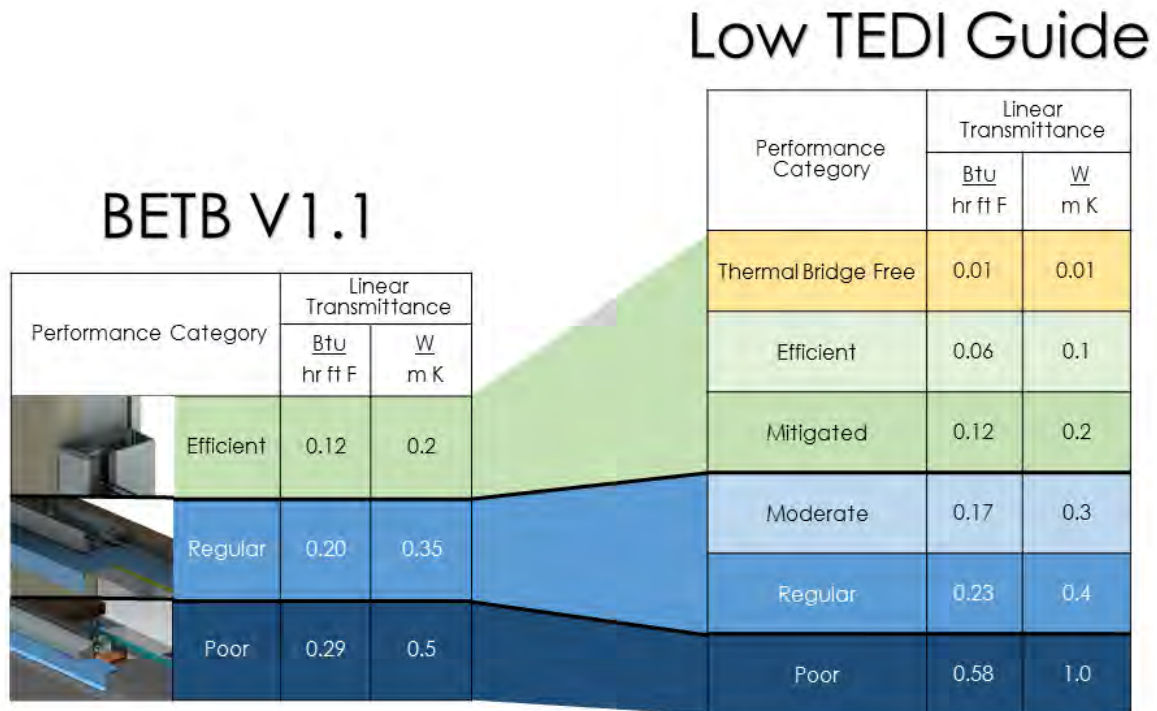 Low TEDI Guide
Performance Category
Linear Transmittance
Btu
hr ft F
W
m K
Thermal Bridge Free 0.01 0.01
Efficient 0.06 0.1
Mitigated 0.12 0.2
Moderate 0.17 0.3
Regular 0.23 0.4
Poor 0.58 1.0
BETB V1.1
Performance Category
Linear Transmittance
Btu
hr ft F
W
m K
Efficient 0.12 0.2
Regular 0.20 0.35
Poor 0.29 0.5